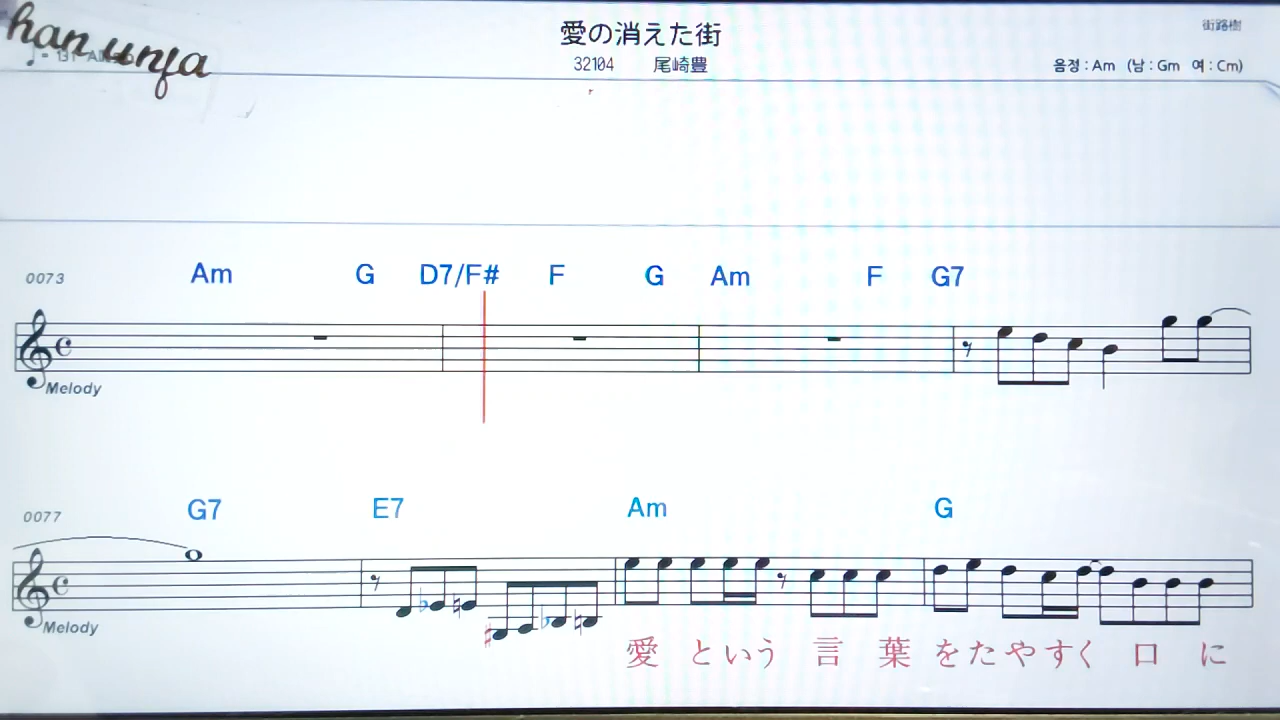 han unja
愛の消えた街
街路樹
32104 尾崎豊
음정 : Am (남 : Gm 여 : Cm)
0073 Am G D7/F# F G Am F G7
Melody
0077 G7 E7 Am G
Melody
愛 という 言 葉 をたやすく 口 に